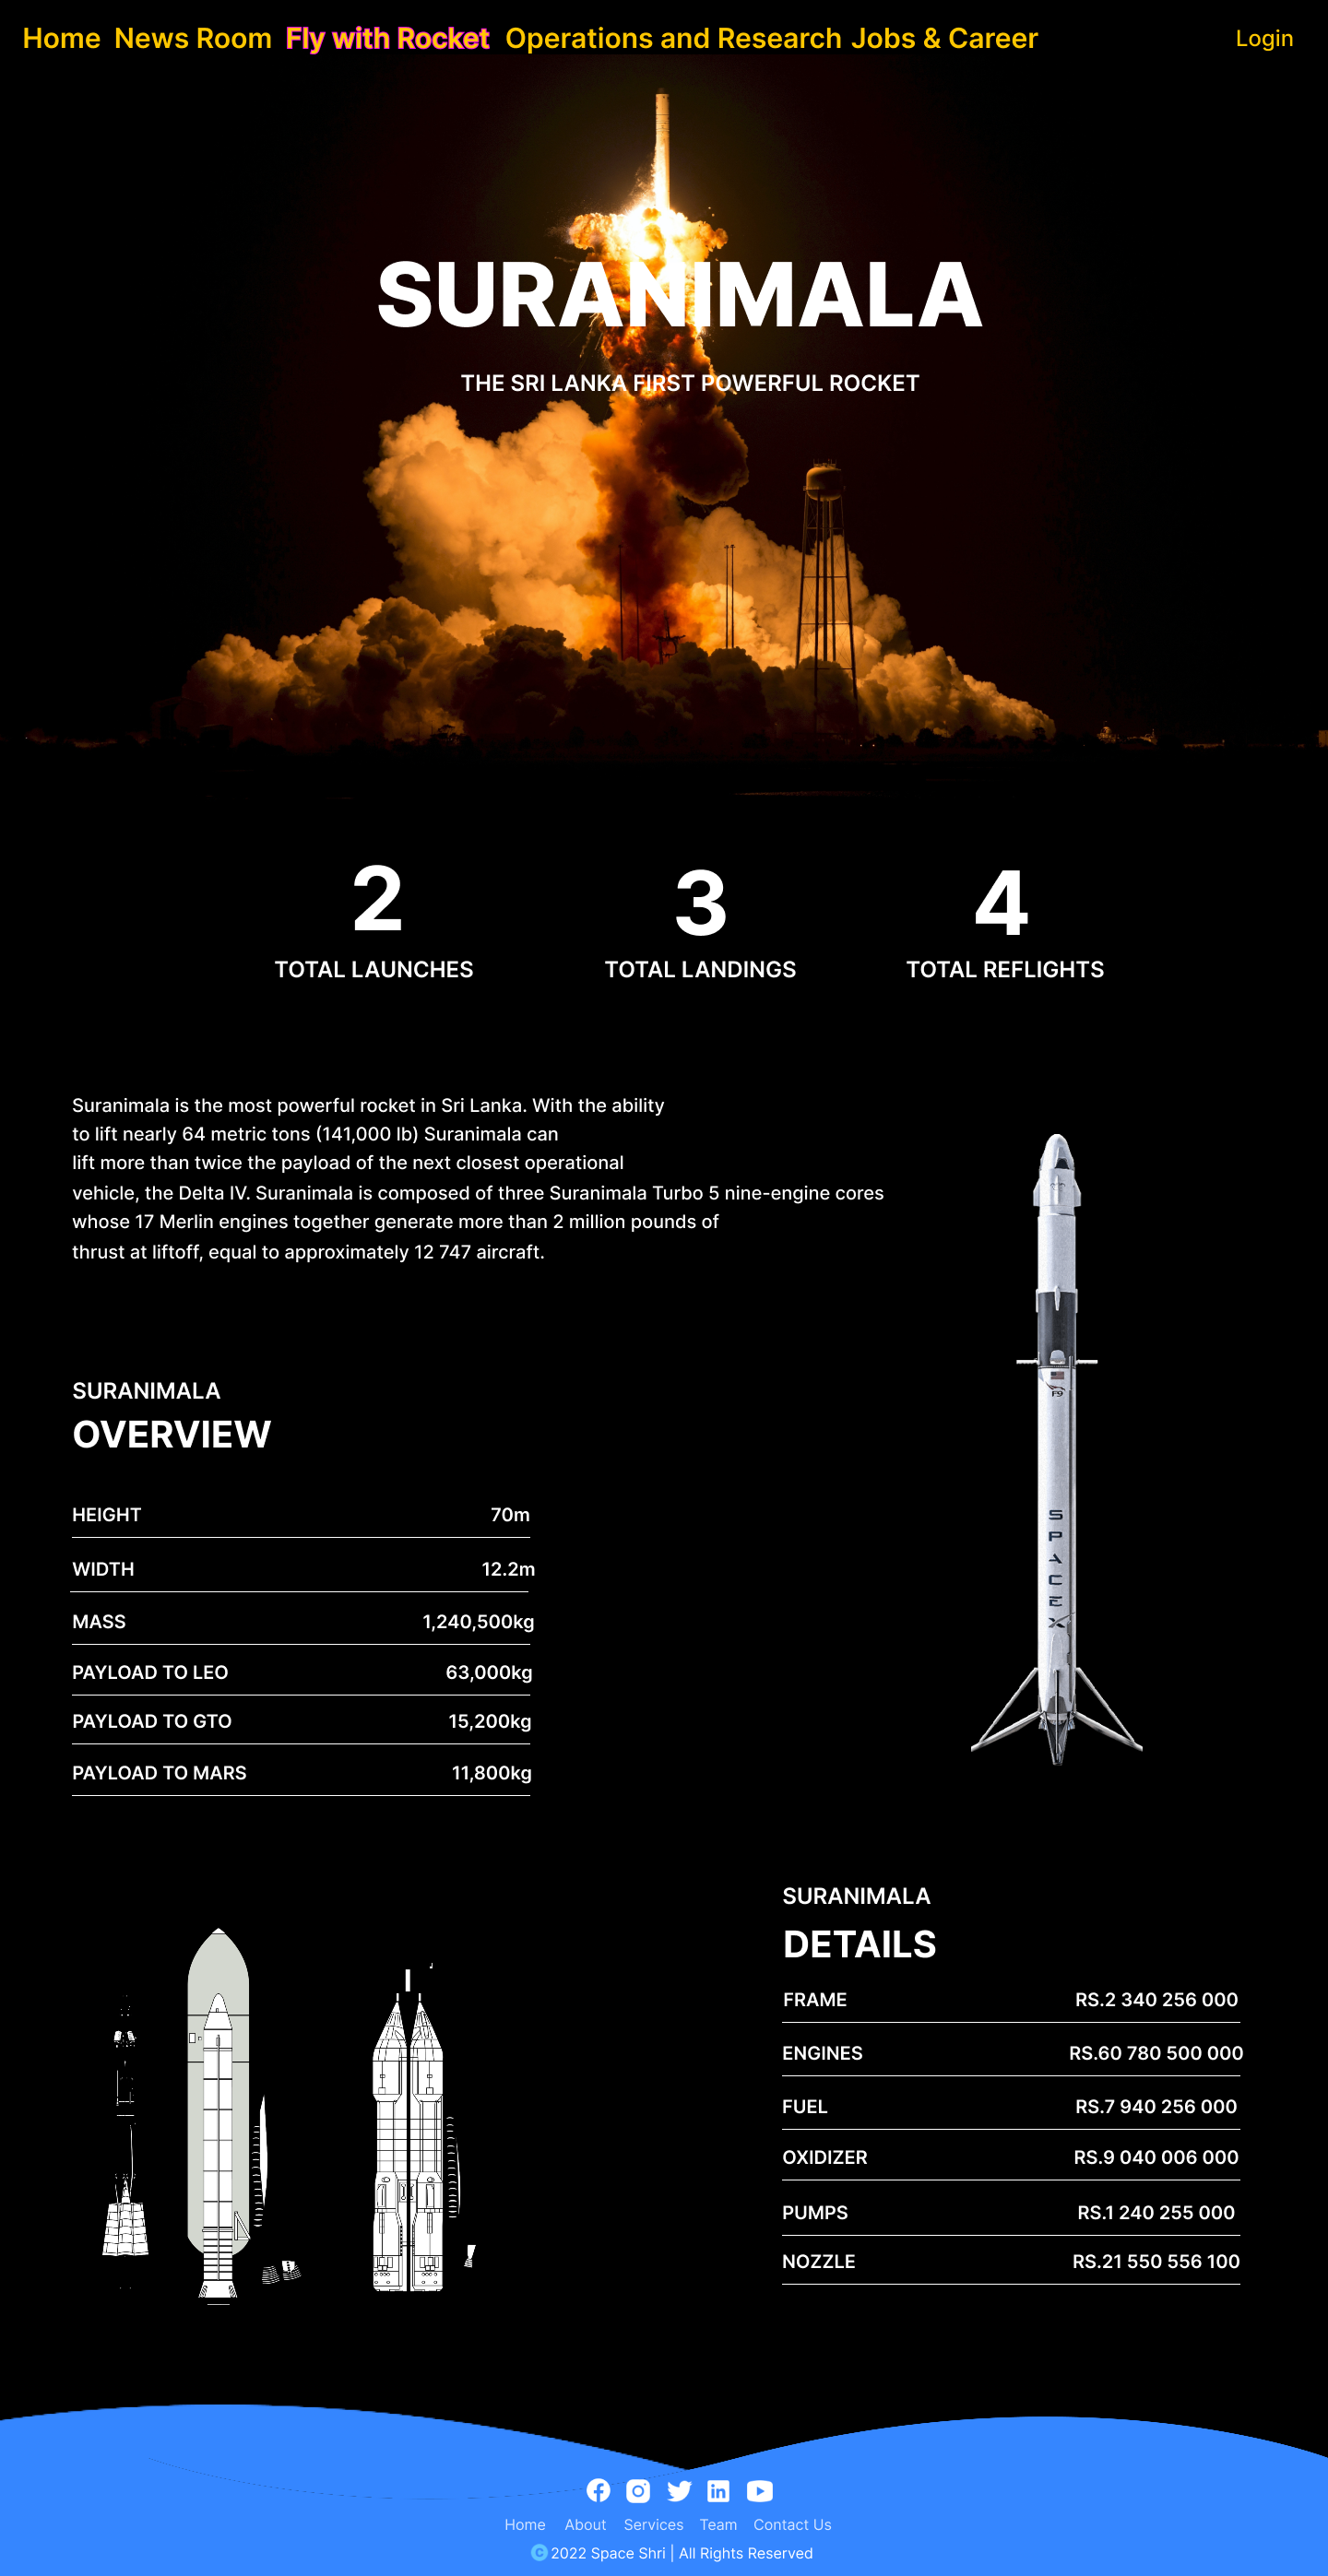 Home News Room Fly with Rocket Operations and Research Jobs & Career Login
SURANIMALA
THE SRI LANKA FIRST POWERFUL ROCKET
2 3 4
TOTAL LAUNCHES TOTAL LANDINGS TOTAL REFLIGHTS
Suranimala is the most powerful rocket in Sri Lanka. With the ability
to lift nearly 64 metric tons (141,000 lb) Suranimala can
lift more than twice the payload of the next closest operational
vehicle, the Delta IV. Suranimala is composed of three Suranimala Turbo 5 nine-engine cores
whose 17 Merlin engines together generate more than 2 million pounds of
thrust at liftoff, equal to approximately 12 747 aircraft.
F9
SPACEX
SURANIMALA
OVERVIEW
HEIGHT 70m
WIDTH 12.2m
MASS 1,240,500kg
PAYLOAD TO LEO 63,000kg
PAYLOAD TO GTO 15,200kg
PAYLOAD TO MARS 11,800kg
SURANIMALA
DETAILS
FRAME RS.2 340 256 000
ENGINES RS.60 780 500 000
FUEL RS.7 940 256 000
OXIDIZER RS.9 040 006 000
PUMPS RS.1 240 255 000
NOZZLE RS.21 550 556 100
Home About Services Team Contact Us
© 2022 Space Shri | All Rights Reserved